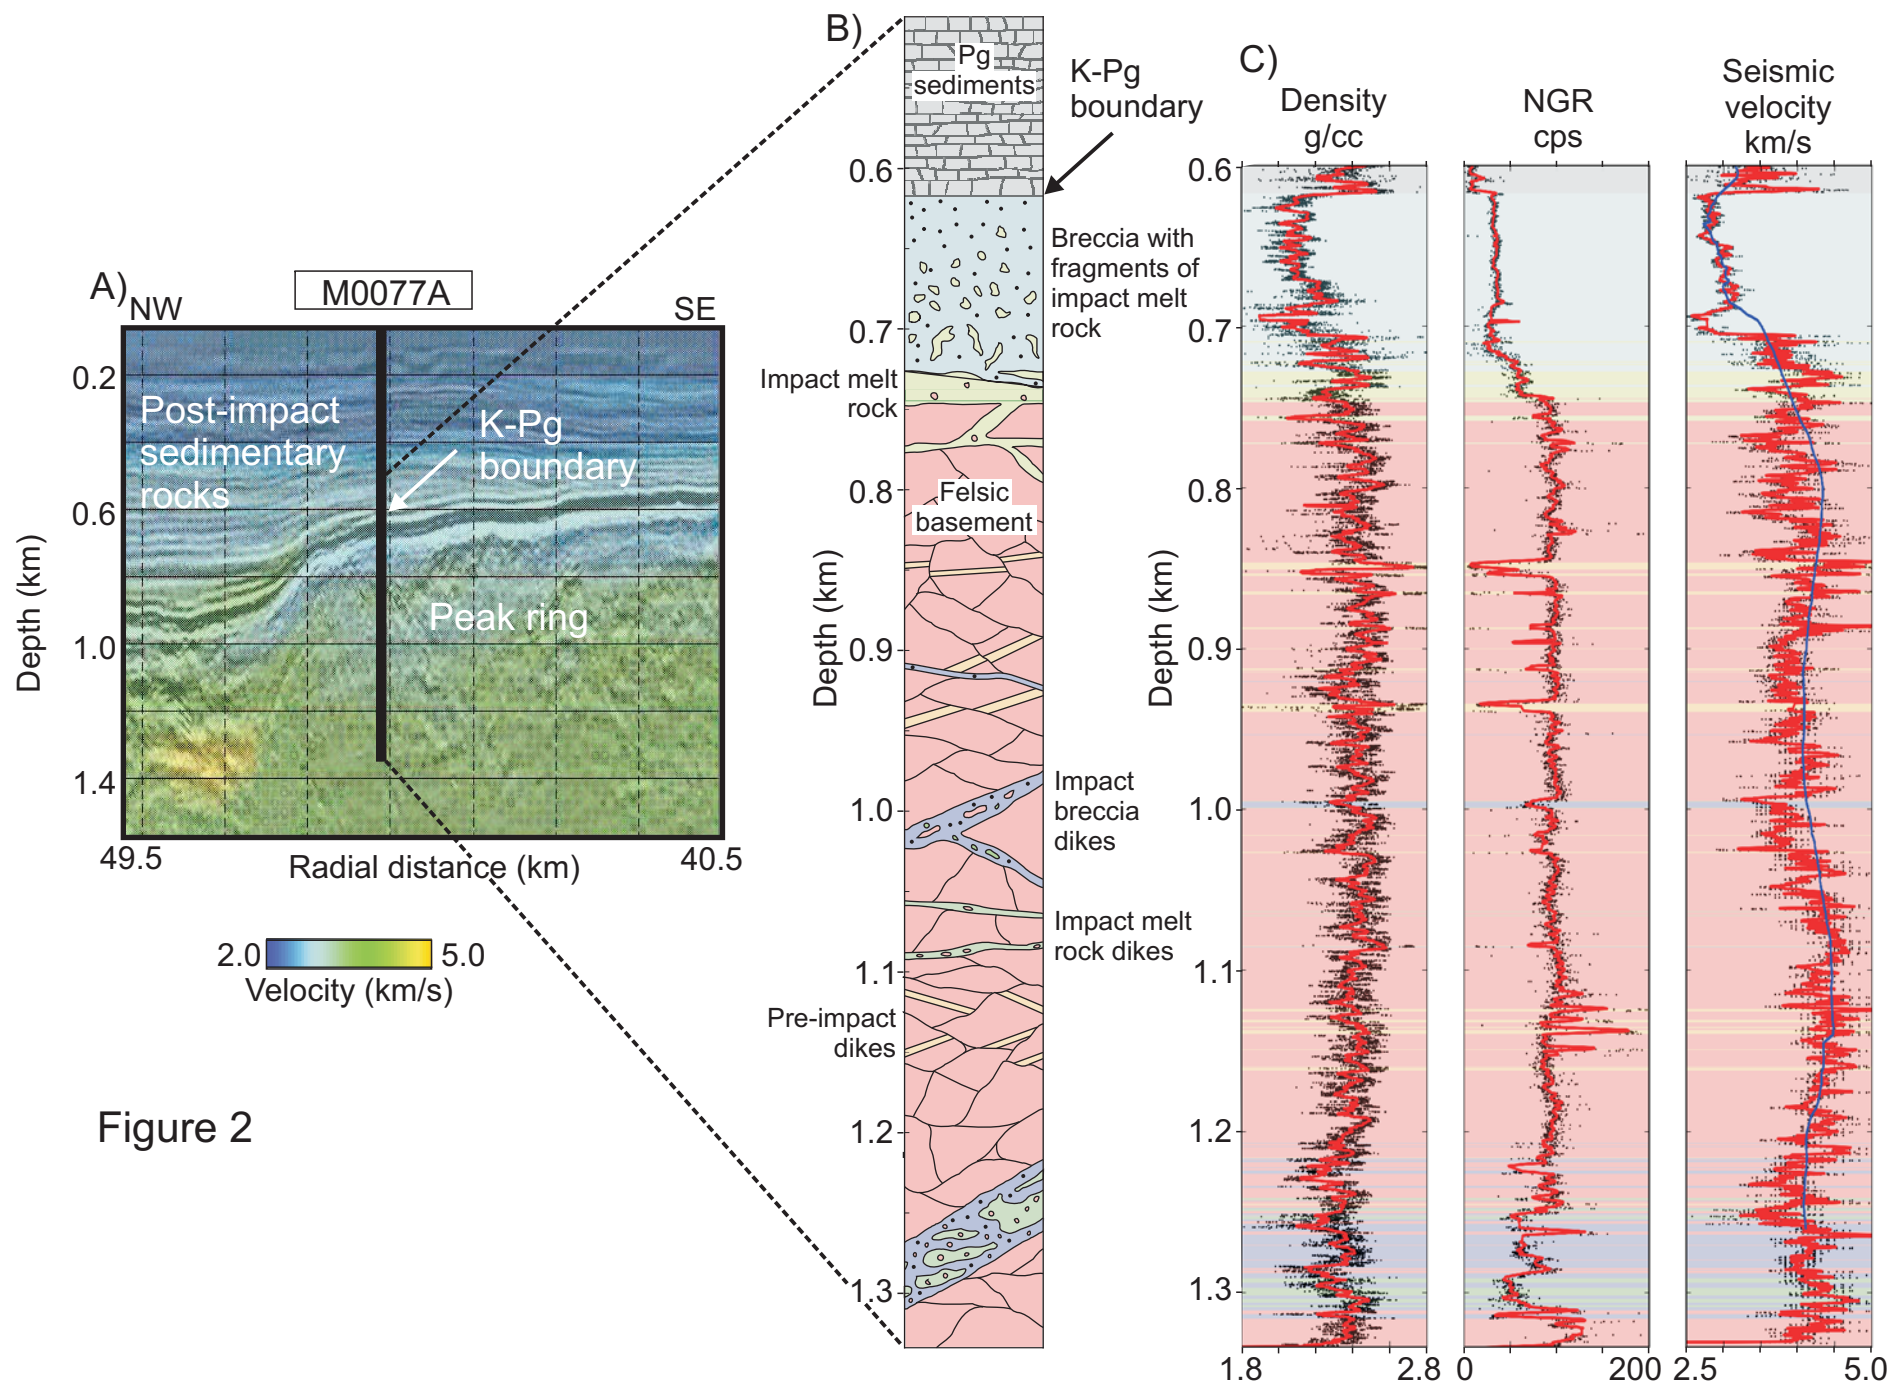 A)
NW
M0077A
SE
0.2
0.6
1.0
1.4
Depth (km)
Post-impact
sedimentary
rocks
K-Pg
boundary
Peak ring
49.5
Radial distance (km)
40.5
2.0
5.0
Velocity (km/s)
Figure 2
B)
Pg
sediments
K-Pg
boundary
0.6
0.7
0.8
0.9
1.0
1.1
1.2
1.3
Depth (km)
Breccia with
fragments of
impact melt
rock
Impact melt
rock
Felsic
basement
Impact
breccia
dikes
Impact melt
rock dikes
Pre-impact
dikes
C)
Density
g/cc
NGR
cps
Seismic
velocity
km/s
0.6
0.7
0.8
0.9
1.0
1.1
1.2
1.3
Depth (km)
1.8
2.8
0
200
2.5
5.0